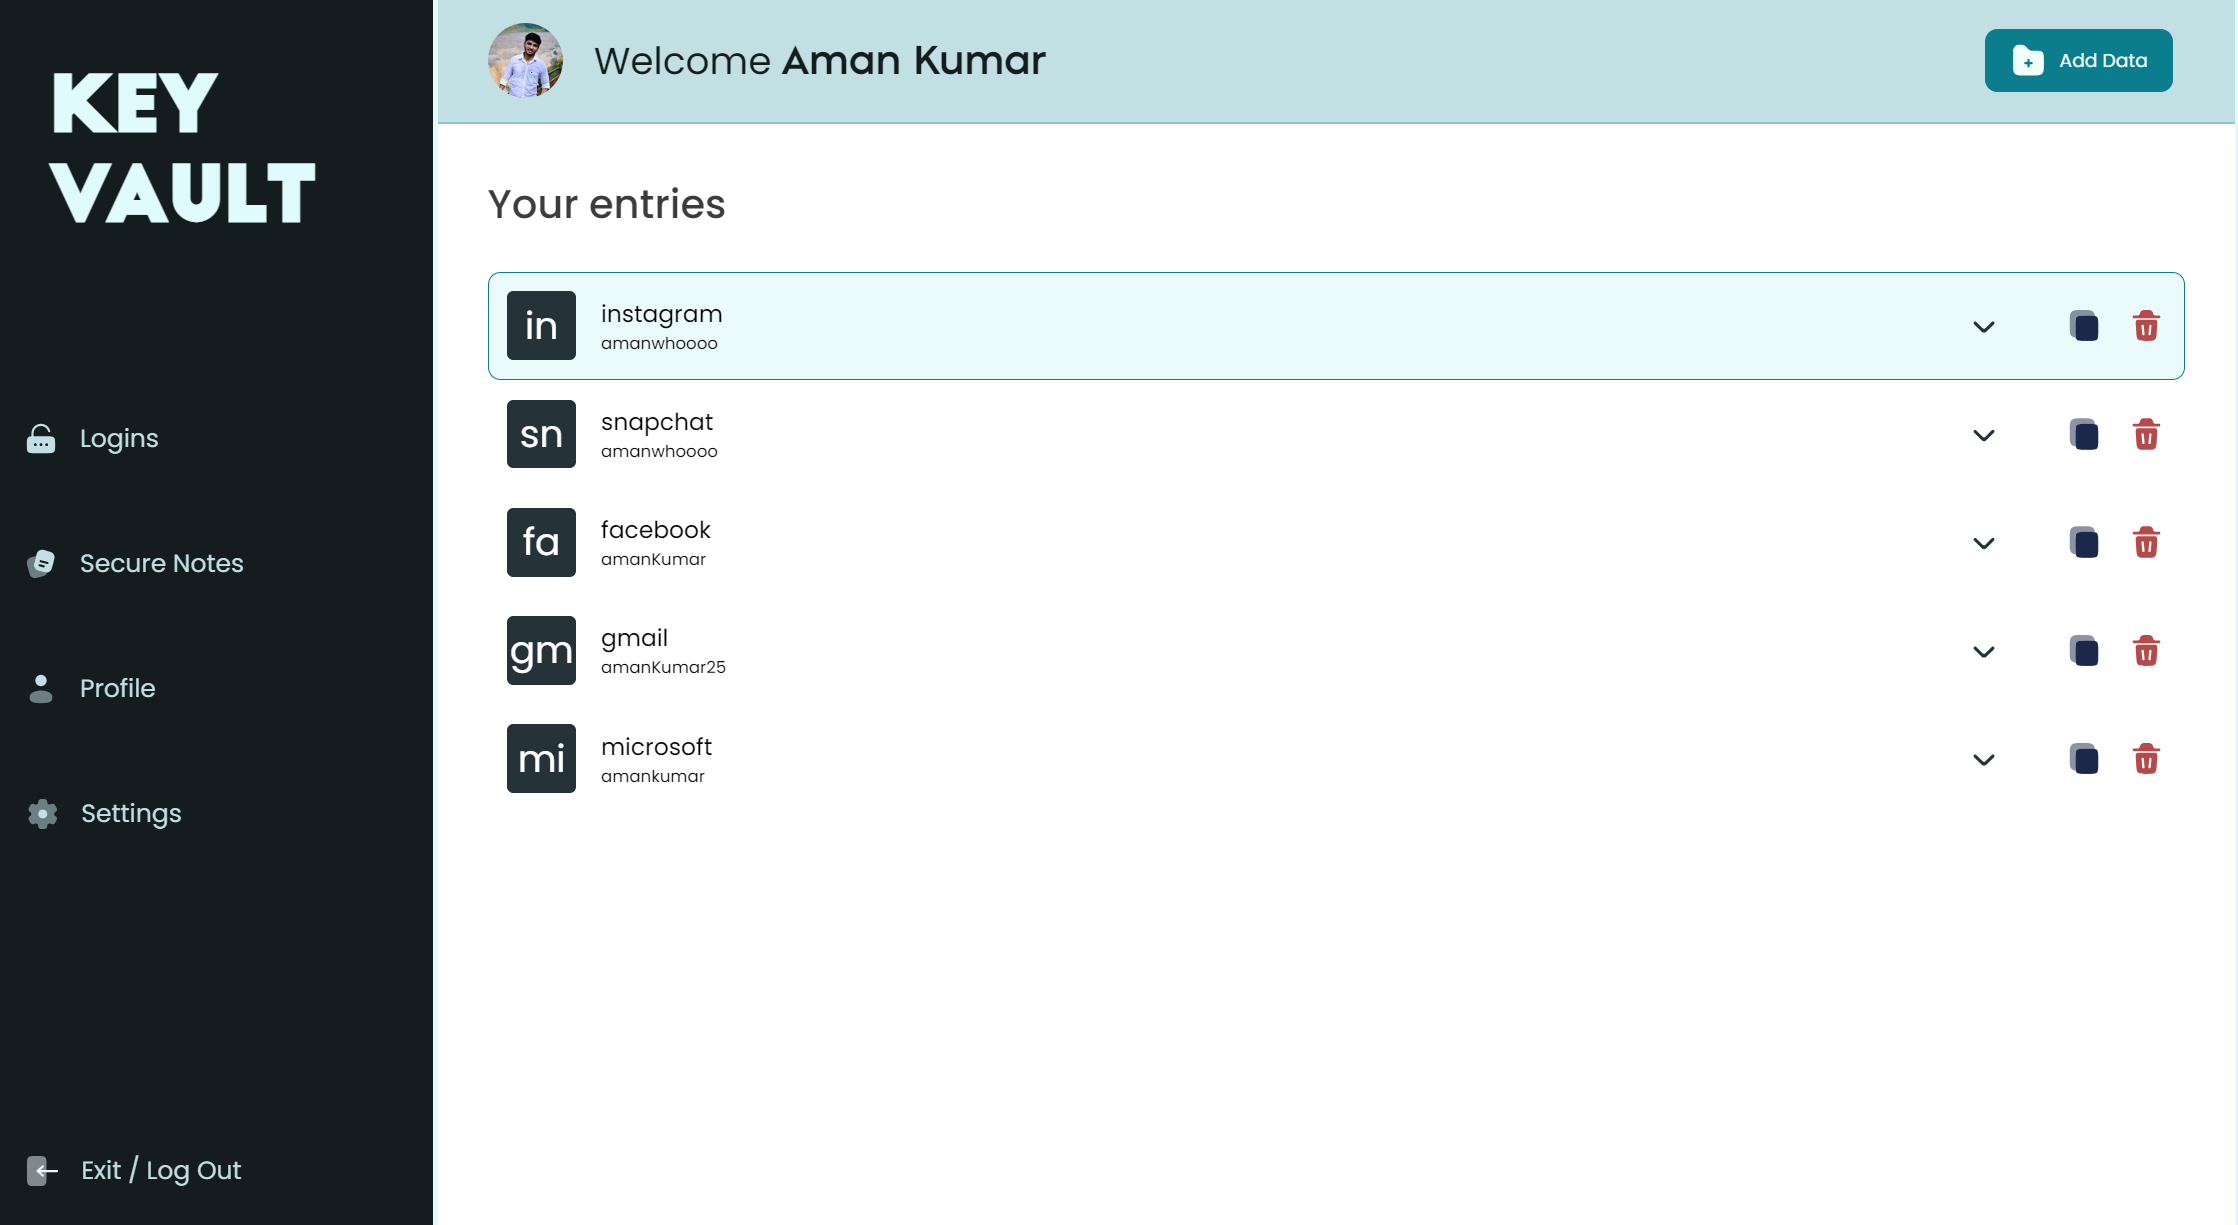 KEY
VAULT
Logins
Secure Notes
Profile
Settings
Exit / Log Out
Welcome Aman Kumar
Add Data
Your entries
in
instagram
amanwhoooo
sn
snapchat
amanwhoooo
fa
facebook
amanKumar
gm
gmail
amanKumar25
mi
microsoft
amankumar